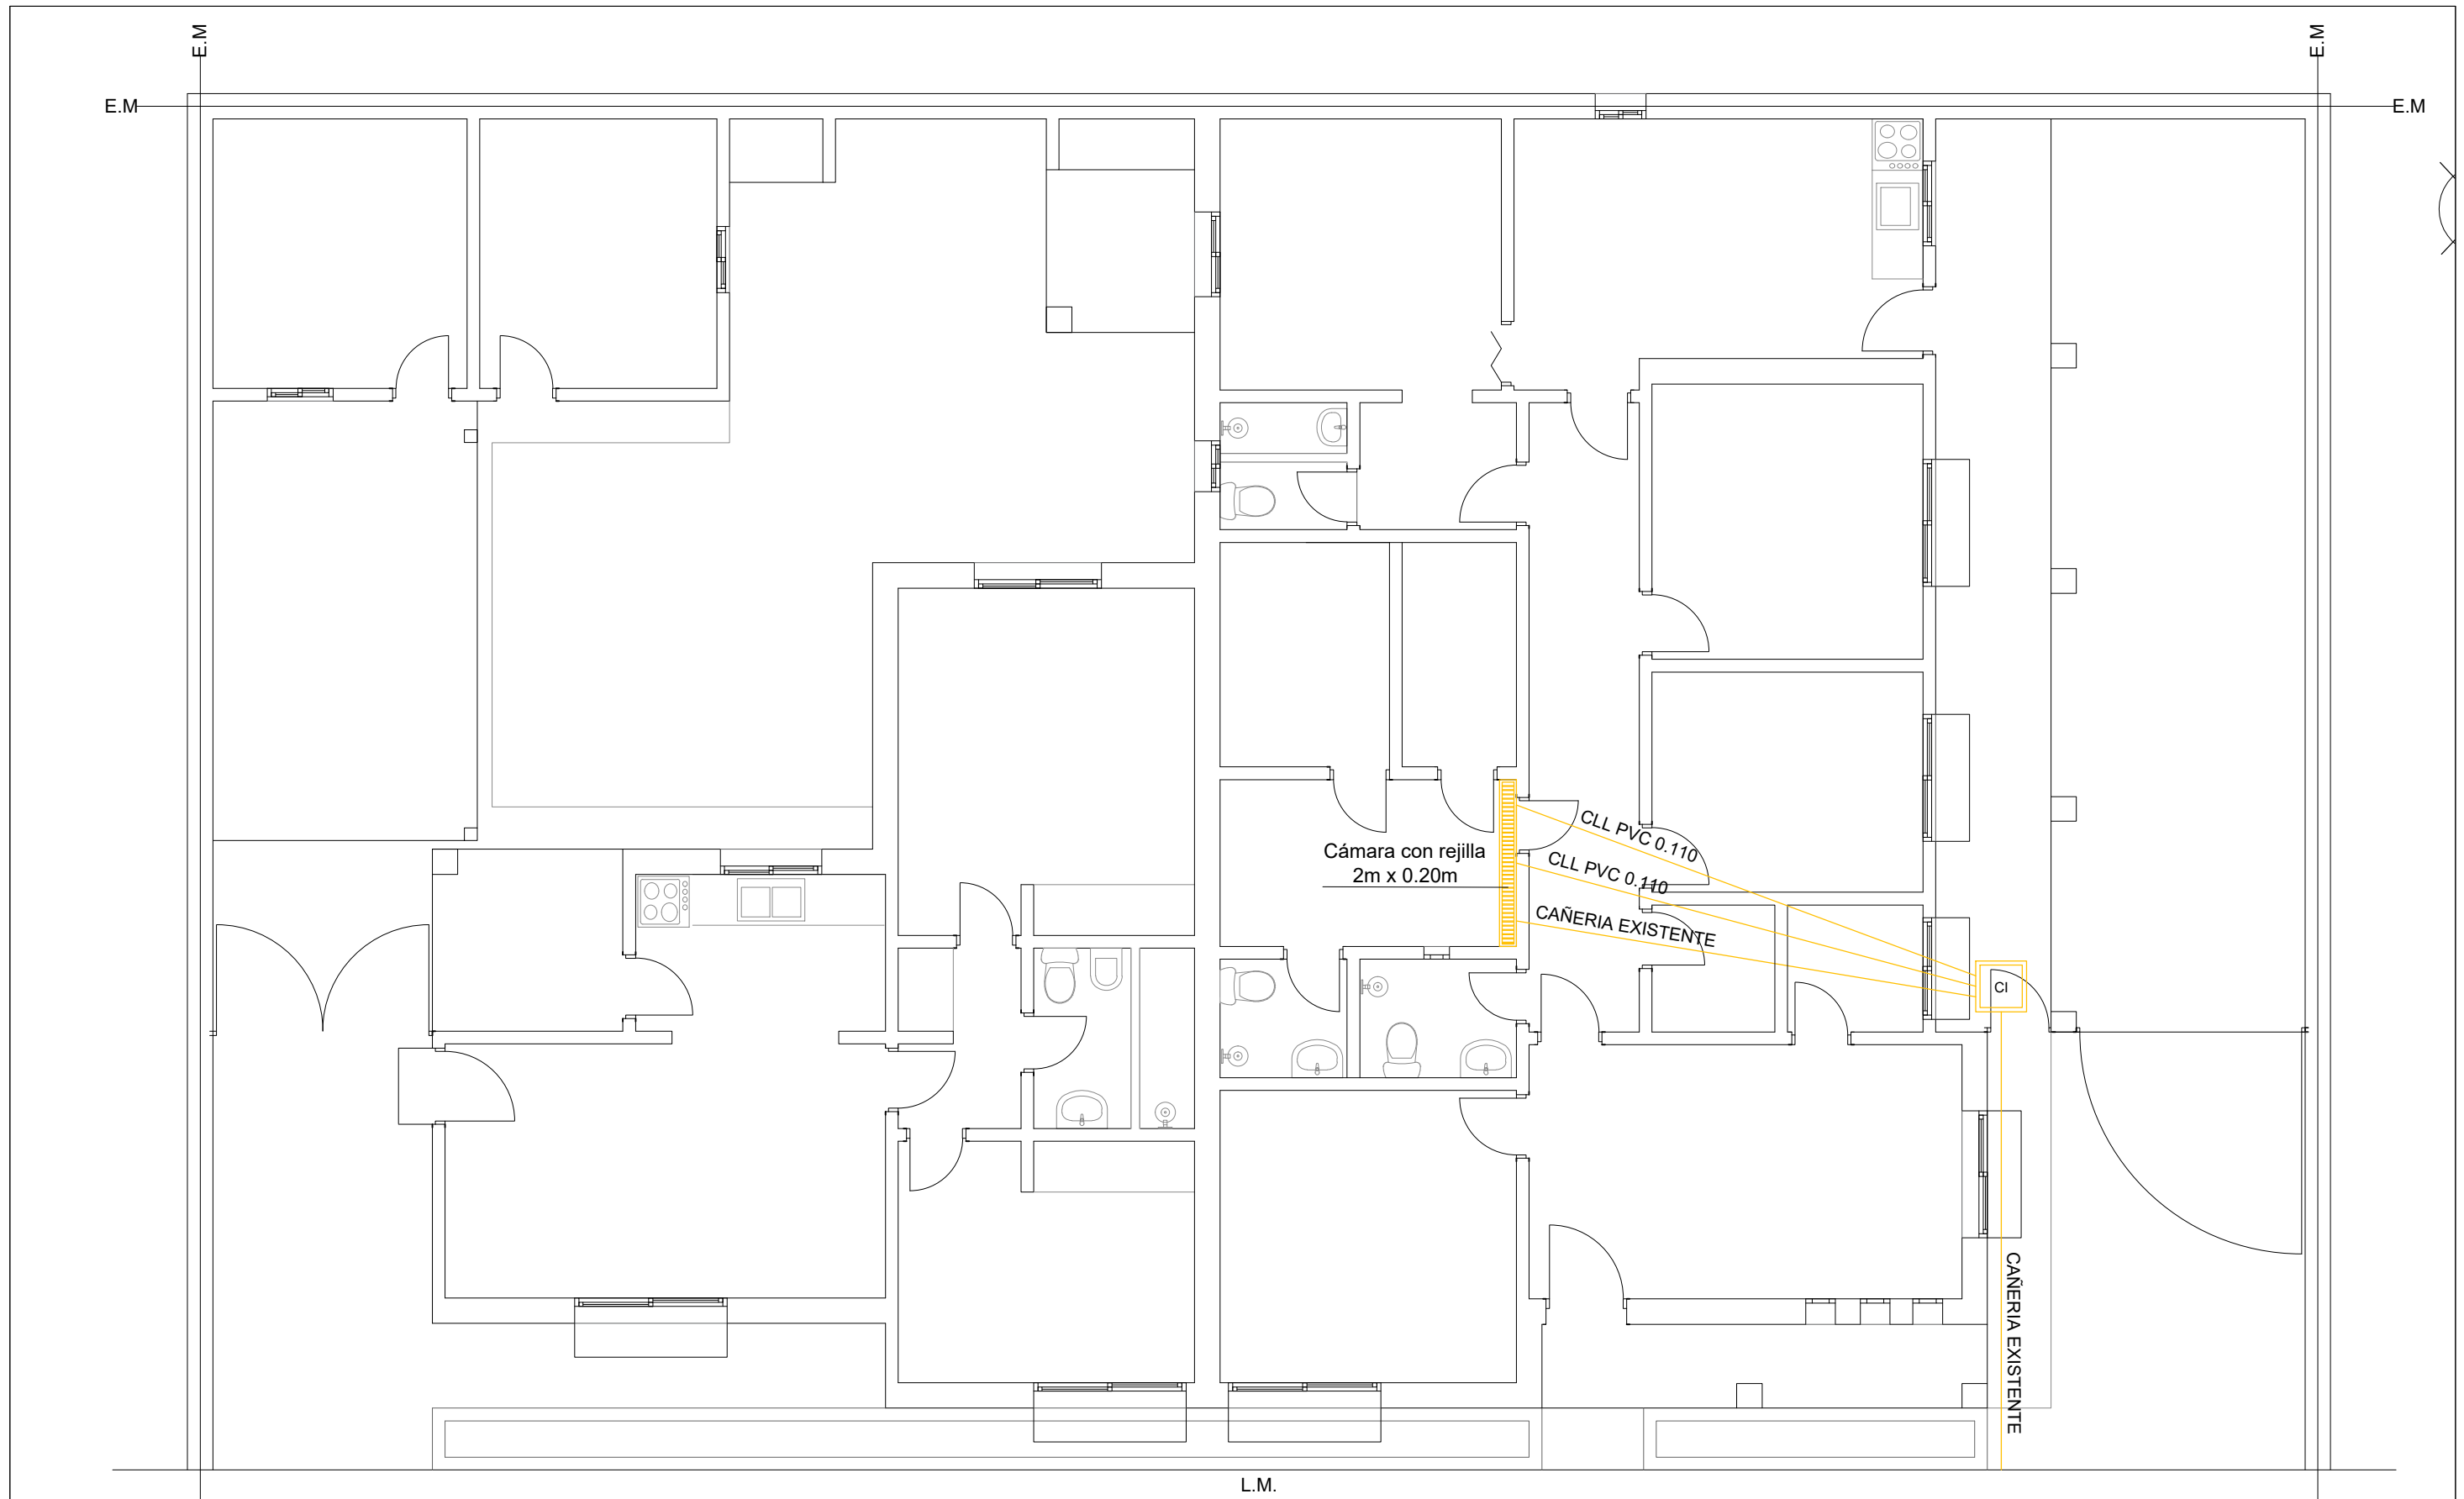 E.M
E.M
E.M
E.M
CLL PVC 0.110
Cámara con rejilla
2m x 0.20m
CLL PVC 0.110
CAÑERIA EXISTENTE
CI
CAÑERIA EXISTENTE
L.M.